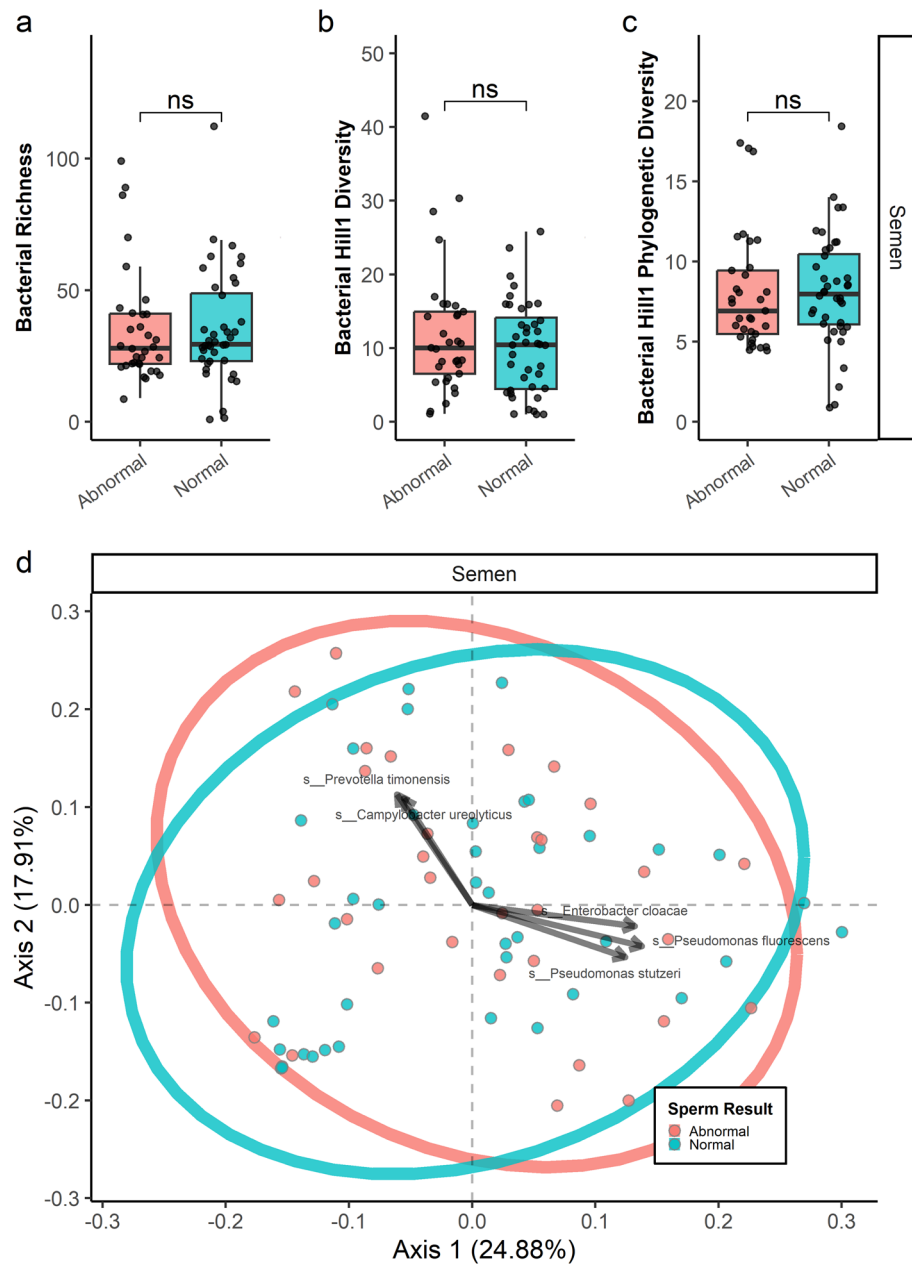 a
b
c
Bacterial Richness
100
50
0
ns
Abnormal
Normal
Bacterial Hill1 Diversity
50
40
30
20
10
0
ns
Abnormal
Normal
Bacterial Hill1 Phylogenetic Diversity
20
15
10
5
0
ns
Abnormal
Normal
Semen
d
Semen
Axis 2 (17.91%)
0.3
0.2
0.1
0.0
-0.1
-0.2
-0.3
s__Prevotella timonensis
s__Campylobacter ureolyticus
s__Enterobacter cloacae
s__Pseudomonas fluorescens
s__Pseudomonas stutzeri
Sperm Result
Abnormal
Normal
-0.3 -0.2 -0.1 0.0 0.1 0.2 0.3
Axis 1 (24.88%)